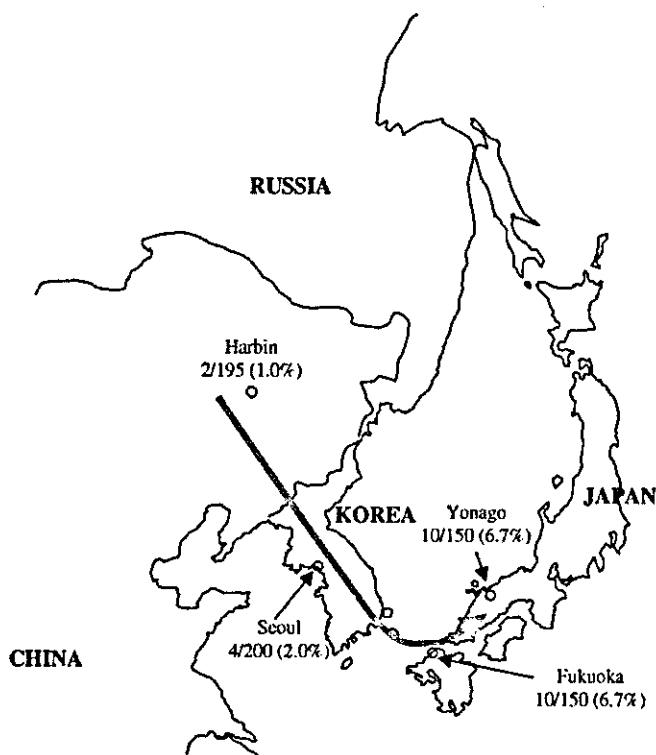 RUSSIA
Harbin
2/195 (1.0%)
KOREA
Yonago
10/150 (6.7%)
JAPAN
Seoul
4/200 (2.0%)
CHINA
Fukuoka
10/150 (6.7%)